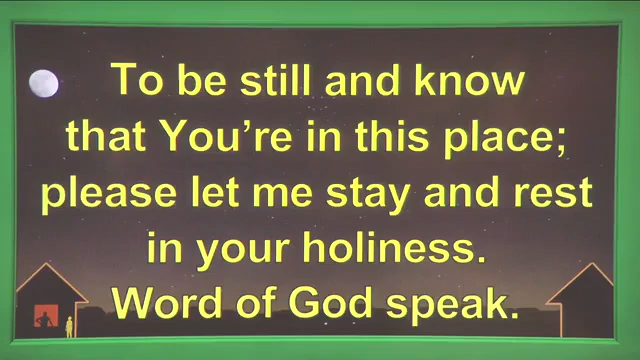 To be still and know
that You're in this place;
please let me stay and rest
in your holiness.
Word of God speak.